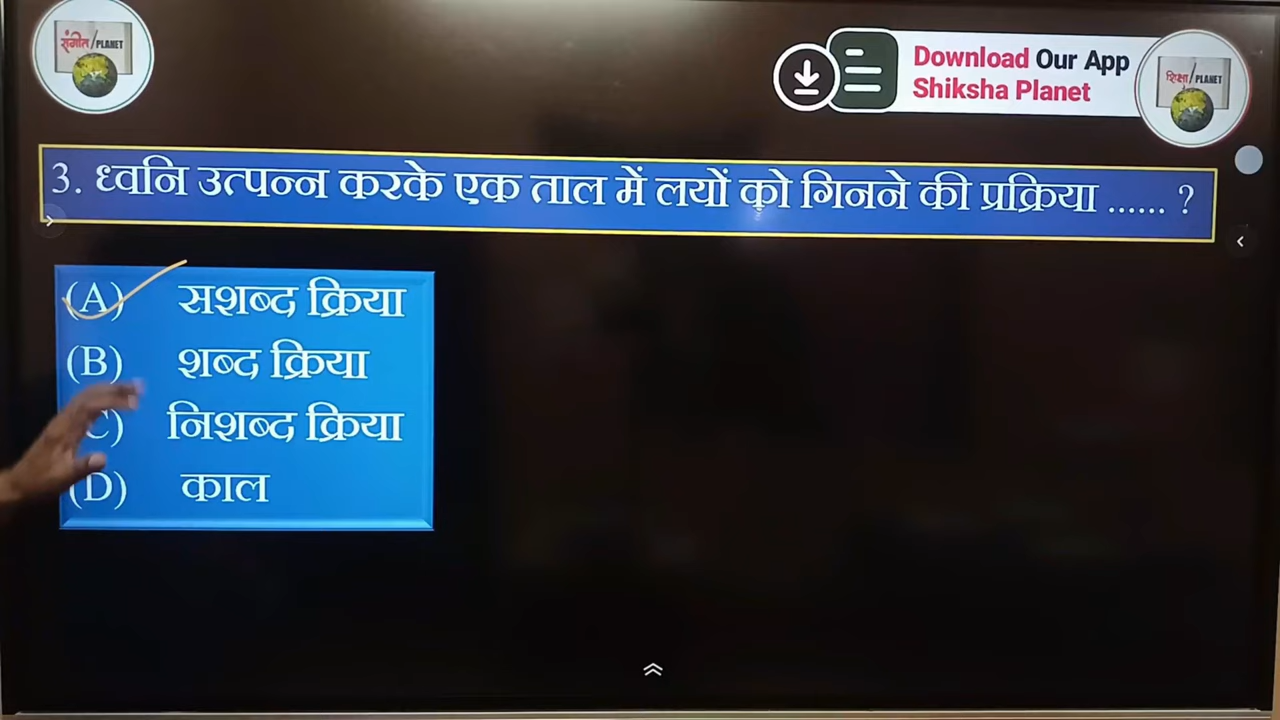 संगीत/PLANET
Download Our App
Shiksha Planet
शिक्षा/PLANET
3. ध्वनि उत्पन्न करके एक ताल में लयों को गिनने की प्रक्रिया ...... ?
(A) सशब्द क्रिया
(B) शब्द क्रिया
(C) निशब्द क्रिया
(D) काल